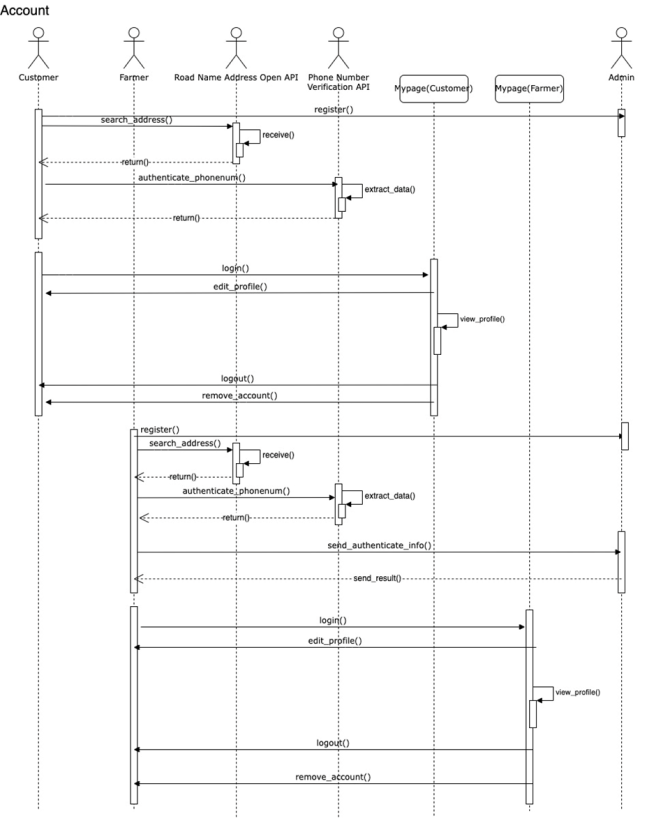 Account
Customer
Farmer
Road Name Address Open API
Phone Number
Verification API
Mypage(Customer)
Mypage(Farmer)
Admin
register()
search_address()
receive()
return()
authenticate_phonenum()
extract_data()
return()
login()
edit_profile()
view_profile()
logout()
remove_account()
register()
search_address()
receive()
return()
authenticate_phonenum()
extract_data()
return()
send_authenticate_info()
send_result()
login()
edit_profile()
view_profile()
logout()
remove_account()